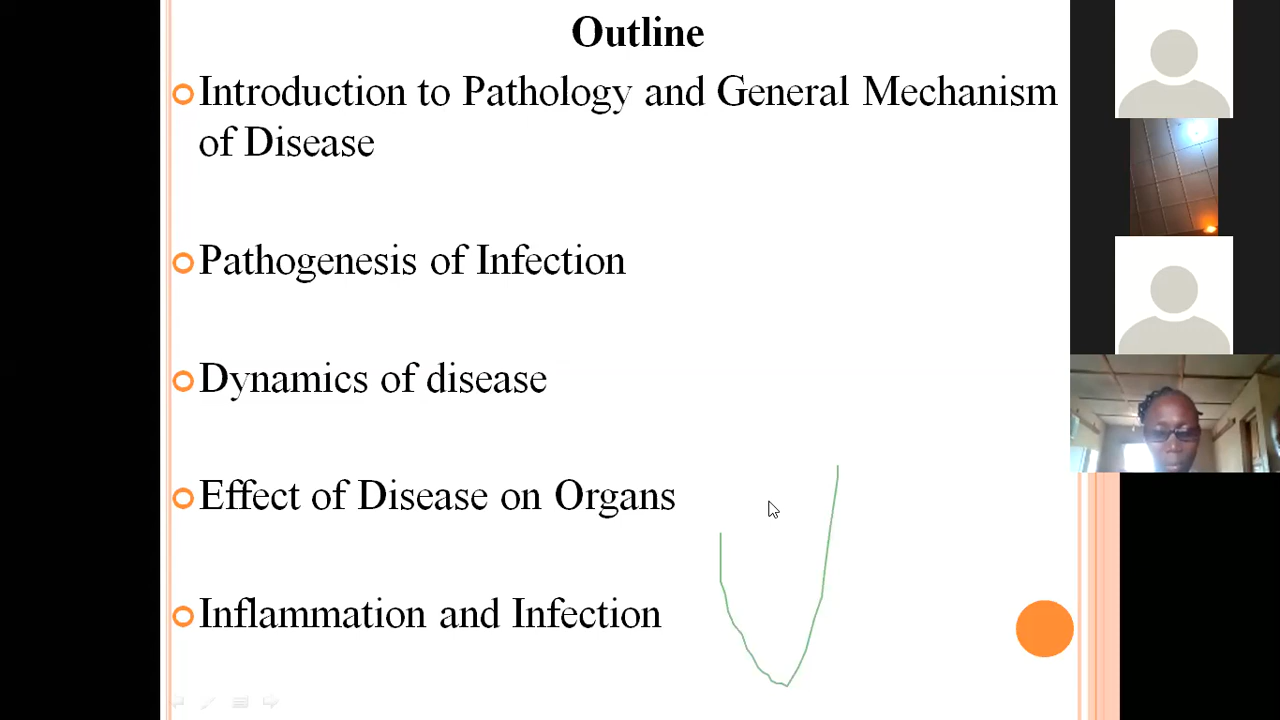 Outline
Introduction to Pathology and General Mechanism
of Disease
Pathogenesis of Infection
Dynamics of disease
Effect of Disease on Organs
Inflammation and Infection